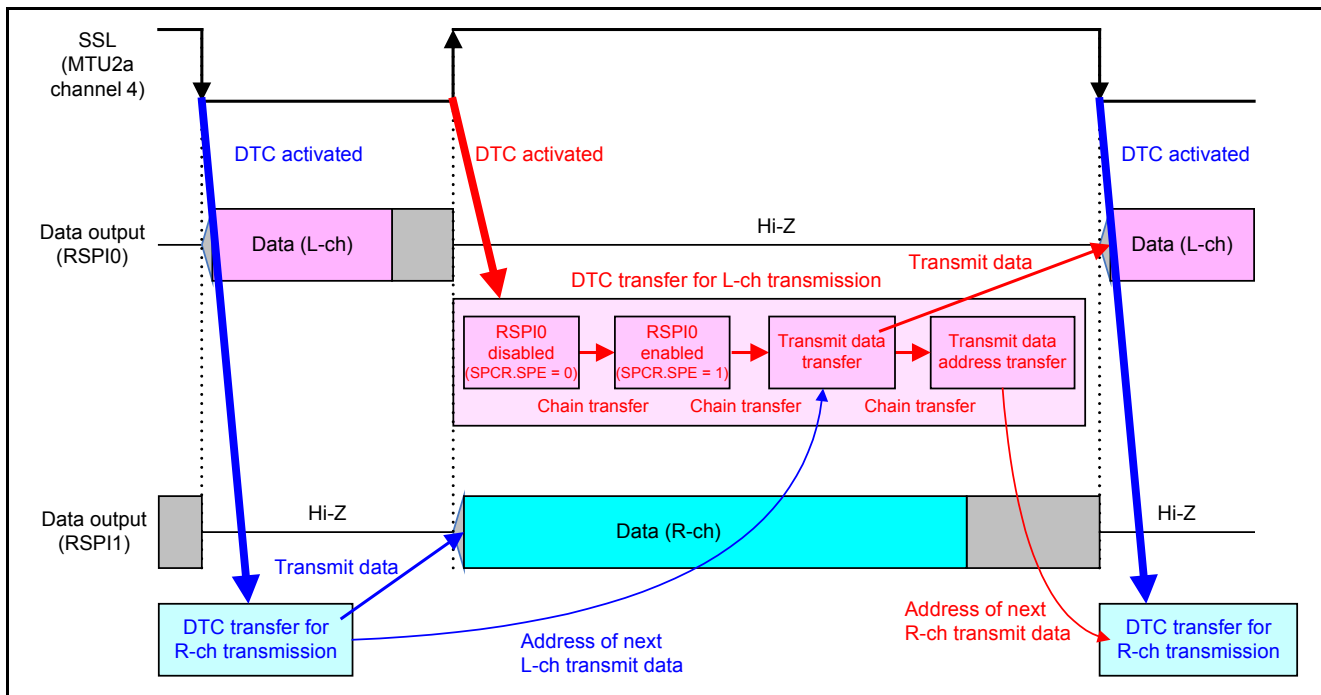 SSL
(MTU2a
channel 4)
DTC activated
DTC activated
DTC activated
Data output
(RSPI0)
Data (L-ch)
Hi-Z
Data (L-ch)
Transmit data
DTC transfer for L-ch transmission
RSPI0
disabled
(SPCR.SPE = 0)
RSPI0
enabled
(SPCR.SPE = 1)
Transmit data
transfer
Transmit data
address transfer
Chain transfer
Chain transfer
Chain transfer
Data output
(RSPI1)
Hi-Z
Data (R-ch)
Hi-Z
Transmit data
DTC transfer for
R-ch transmission
Address of next
L-ch transmit data
Address of next
R-ch transmit data
DTC transfer for
R-ch transmission